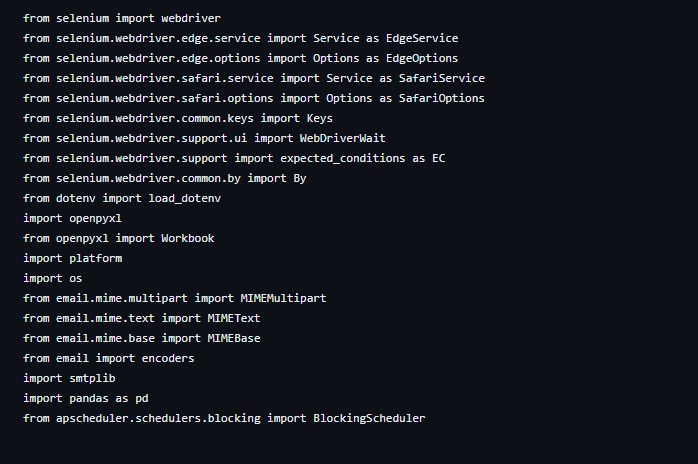 from selenium import webdriver
from selenium.webdriver.edge.service import Service as EdgeService
from selenium.webdriver.edge.options import Options as EdgeOptions
from selenium.webdriver.safari.service import Service as SafariService
from selenium.webdriver.safari.options import Options as SafariOptions
from selenium.webdriver.common.keys import Keys
from selenium.webdriver.support.ui import WebDriverWait
from selenium.webdriver.support import expected_conditions as EC
from selenium.webdriver.common.by import By
from dotenv import load_dotenv
import openpyxl
from openpyxl import Workbook
import platform
import os
from email.mime.multipart import MIMEMultipart
from email.mime.text import MIMEText
from email.mime.base import MIMEBase
from email import encoders
import smtplib
import pandas as pd
from apscheduler.schedulers.blocking import BlockingScheduler